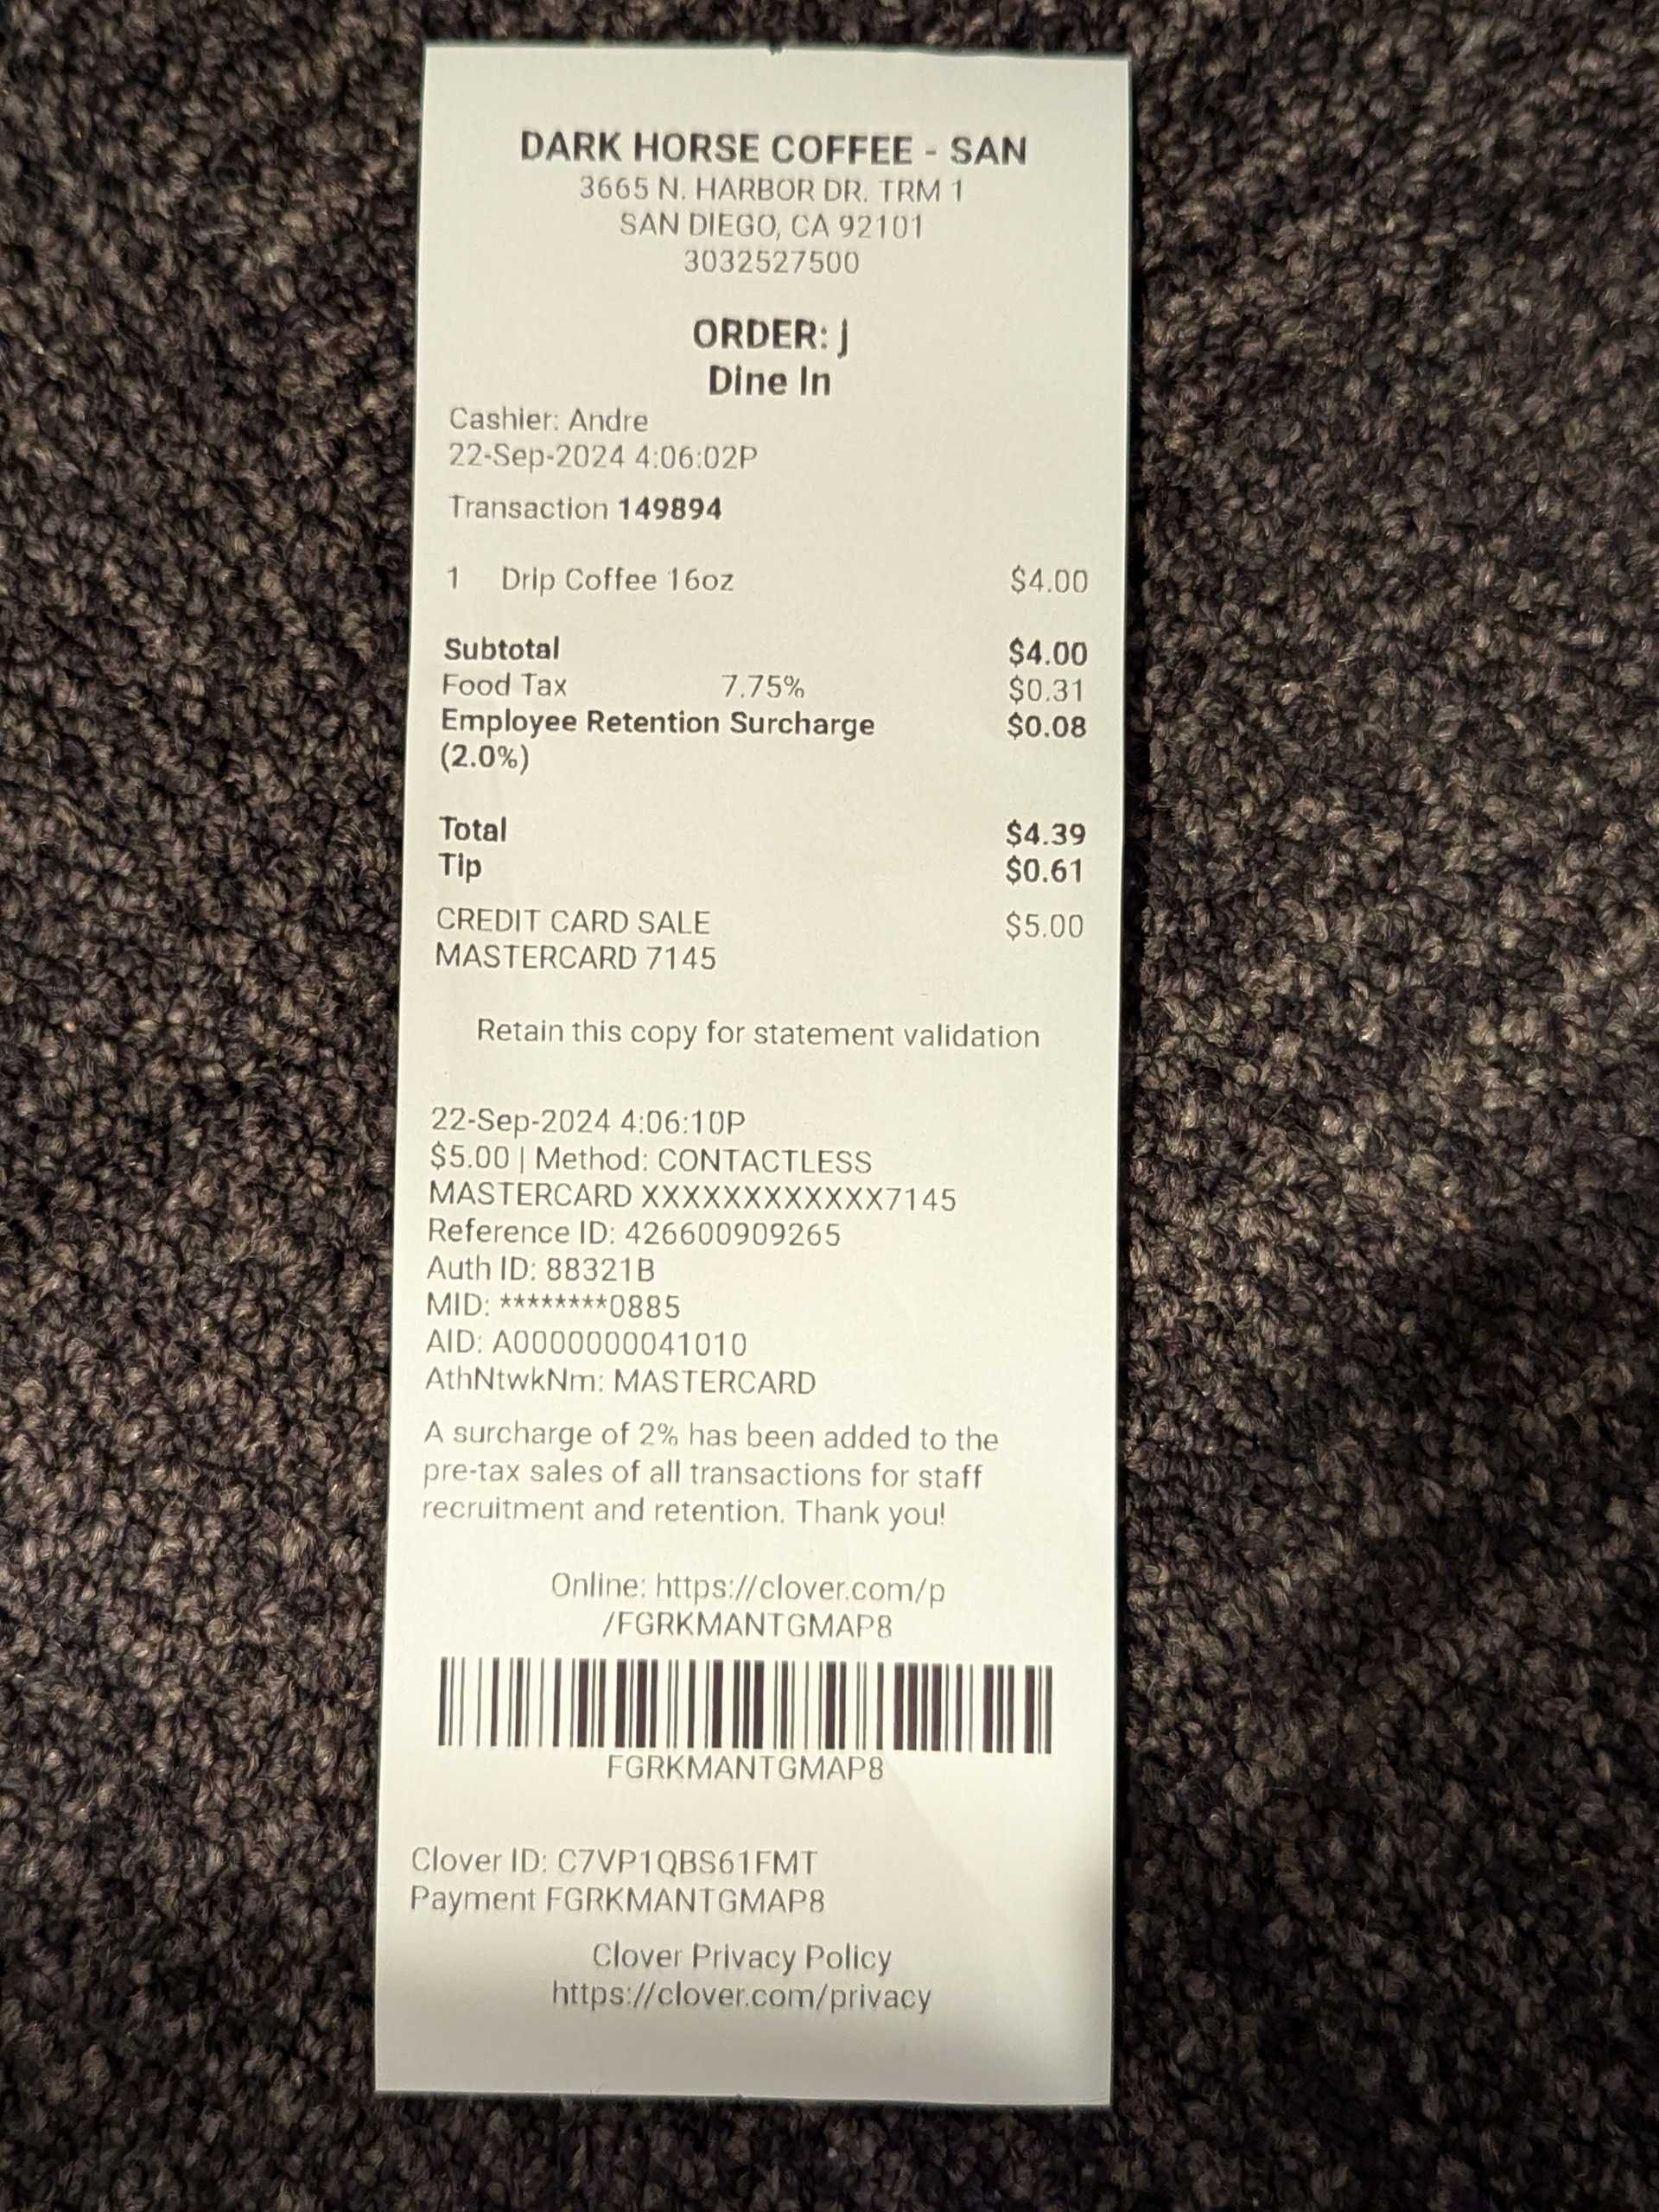 DARK HORSE COFFEE - SAN
3665 N. HARBOR DR. TRM 1
SAN DIEGO, CA 92101
3032527500
ORDER: j
Dine In
Cashier: Andre
22-Sep-2024 4:06:02P
Transaction 149894
1 Drip Coffee 16oz $4.00
Subtotal $4.00
Food Tax 7.75% $0.31
Employee Retention Surcharge $0.08
(2.0%)
Total $4.39
Tip $0.61
CREDIT CARD SALE $5.00
MASTERCARD 7145
Retain this copy for statement validation
22-Sep-2024 4:06:10P
$5.00 | Method: CONTACTLESS
MASTERCARD XXXXXXXXXXXX7145
Reference ID: 426600909265
Auth ID: 88321B
MID: ********0885
AID: A0000000041010
AthNtwkNm: MASTERCARD
A surcharge of 2% has been added to the
pre-tax sales of all transactions for staff
recruitment and retention. Thank you!
Online: https://clover.com/p
/FGRKMANTGMAP8
FGRKMANTGMAP8
Clover ID: C7VP1QBS61FMT
Payment FGRKMANTGMAP8
Clover Privacy Policy
https://clover.com/privacy